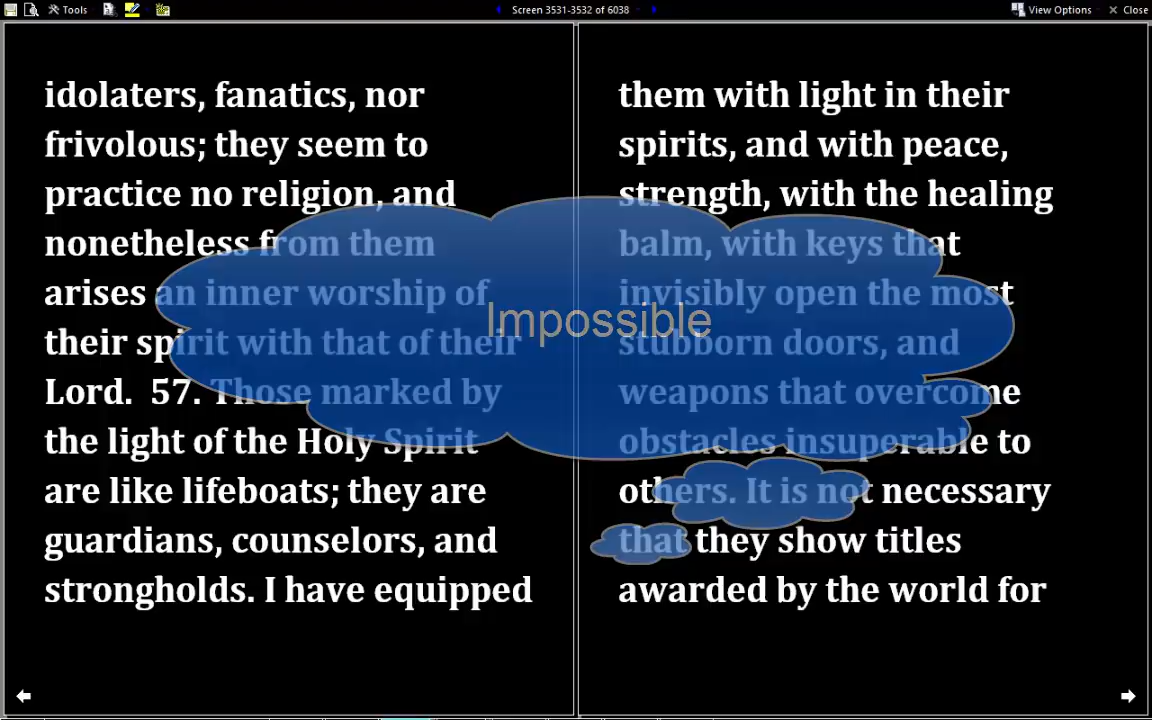 Tools
Screen 3531-3532 of 6038
View Options
Close
idolaters, fanatics, nor
frivolous; they seem to
practice no religion, and
nonetheless from them
arises an inner worship of
their spirit with that of their
Lord. 57. Those marked by
the light of the Holy Spirit
are like lifeboats; they are
guardians, counselors, and
strongholds. I have equipped
them with light in their
spirits, and with peace,
strength, with the healing
balm, with keys that
invisibly open the most
stubborn doors, and
weapons that overcome
obstacles insuperable to
others. It is not necessary
that they show titles
awarded by the world for
Impossible